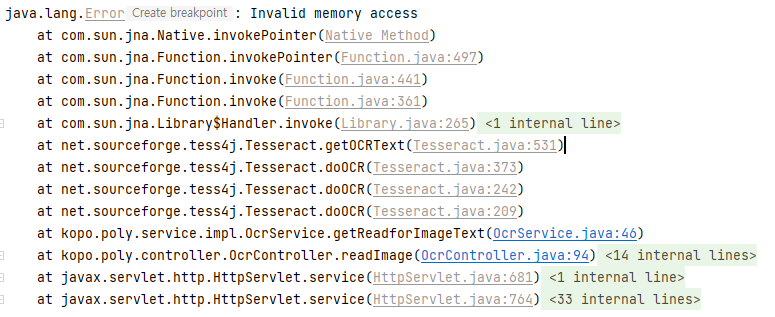 java.lang.Error Create breakpoint : Invalid memory access
at com.sun.jna.Native.invokePointer(Native Method)
at com.sun.jna.Function.invokePointer(Function.java:497)
at com.sun.jna.Function.invoke(Function.java:441)
at com.sun.jna.Function.invoke(Function.java:361)
at com.sun.jna.Library$Handler.invoke(Library.java:265) <1 internal line>
at net.sourceforge.tess4j.Tesseract.getOCRText(Tesseract.java:531)
at net.sourceforge.tess4j.Tesseract.doOCR(Tesseract.java:373)
at net.sourceforge.tess4j.Tesseract.doOCR(Tesseract.java:242)
at net.sourceforge.tess4j.Tesseract.doOCR(Tesseract.java:209)
at kopo.poly.service.impl.OcrService.getReadforImageText(OcrService.java:46)
at kopo.poly.controller.OcrController.readImage(OcrController.java:94) <14 internal lines>
at javax.servlet.http.HttpServlet.service(HttpServlet.java:681) <1 internal line>
at javax.servlet.http.HttpServlet.service(HttpServlet.java:764) <33 internal lines>